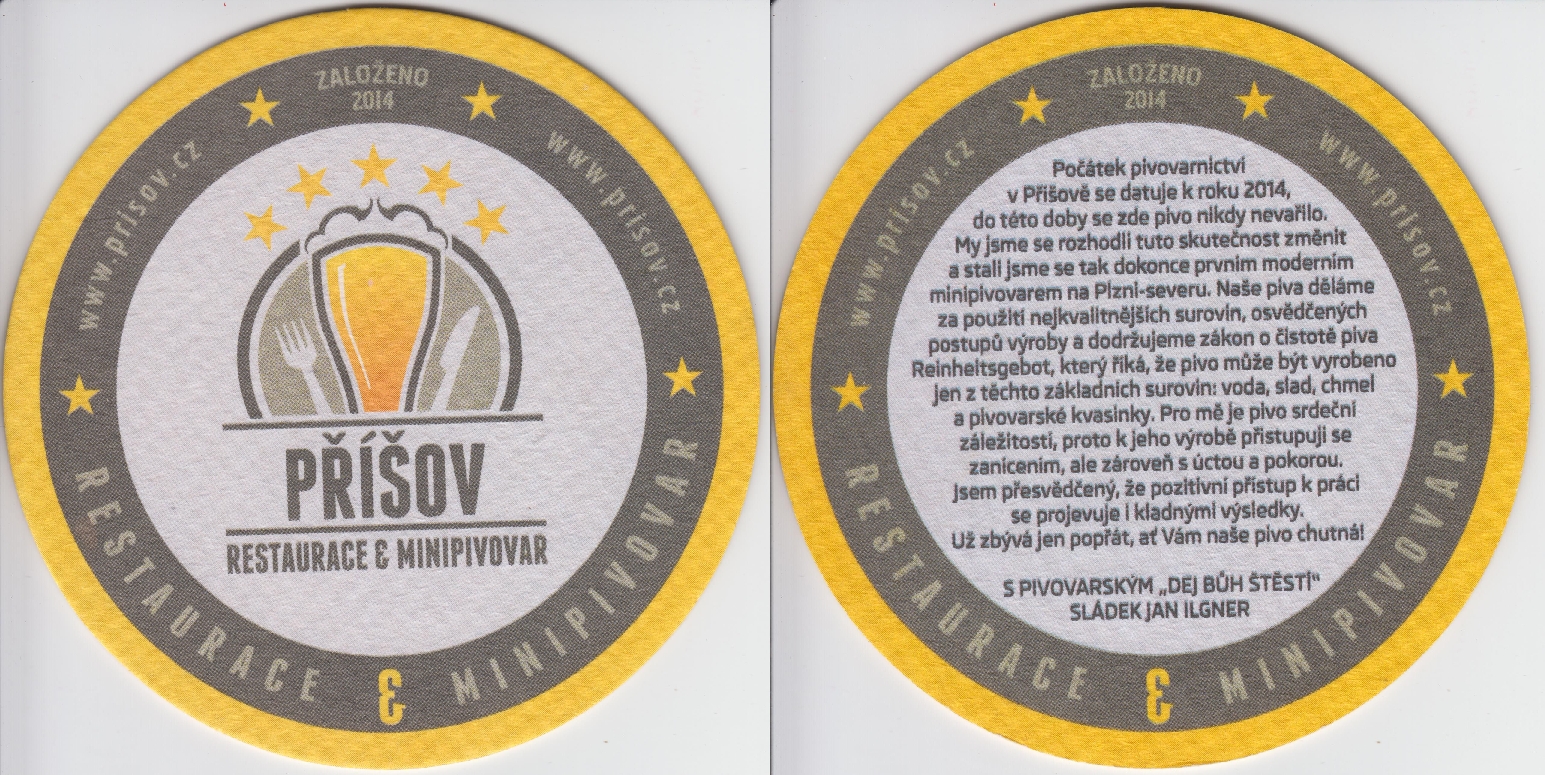 ZALOŽENO
2014
www.prisov.cz
www.prisov.cz
PŘÍŠOV
RESTAURACE & MINIPIVOVAR
RESTAURACE & MINIPIVOVAR
ZALOŽENO
2014
www.prisov.cz
www.prisov.cz
Počátek pivovarnictví
v Příšově se datuje k roku 2014,
do této doby se zde pivo nikdy nevařilo.
My jsme se rozhodli tuto skutečnost změnit
a stali jsme se tak dokonce prvním moderním
minipivovarem na Plzni-severu. Naše piva děláme
za použití nejkvalitnějších surovin, osvědčených
postupů výroby a dodržujeme zákon o čistotě piva
Reinheitsgebot, který říká, že pivo může být vyrobeno
jen z těchto základních surovin: voda, slad, chmel
a pivovarské kvasinky. Pro mě je pivo srdeční
záležitostí, proto k jeho výrobě přistupuji se
zanícením, ale zároveň s úctou a pokorou.
Jsem přesvědčený, že pozitivní přístup k práci
se projevuje i kladnými výsledky.
Už zbývá jen popřát, ať Vám naše pivo chutná!
S PIVOVARSKÝM „DEJ BŮH ŠTĚSTÍ"
SLÁDEK JAN ILGNER
RESTAURACE & MINIPIVOVAR